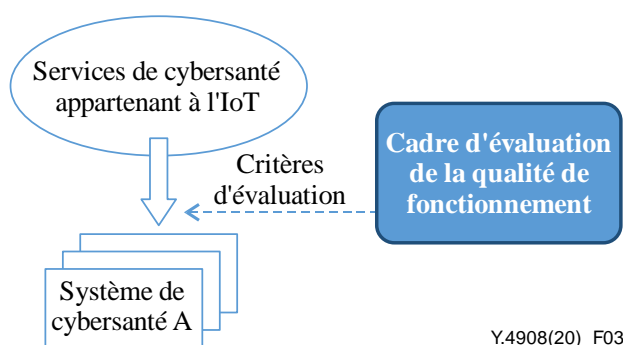 Services de cybersanté
appartenant à l'IoT
Critères
d'évaluation
Cadre d'évaluation
de la qualité de
fonctionnement
Système de
cybersanté A
Y.4908(20)_F03